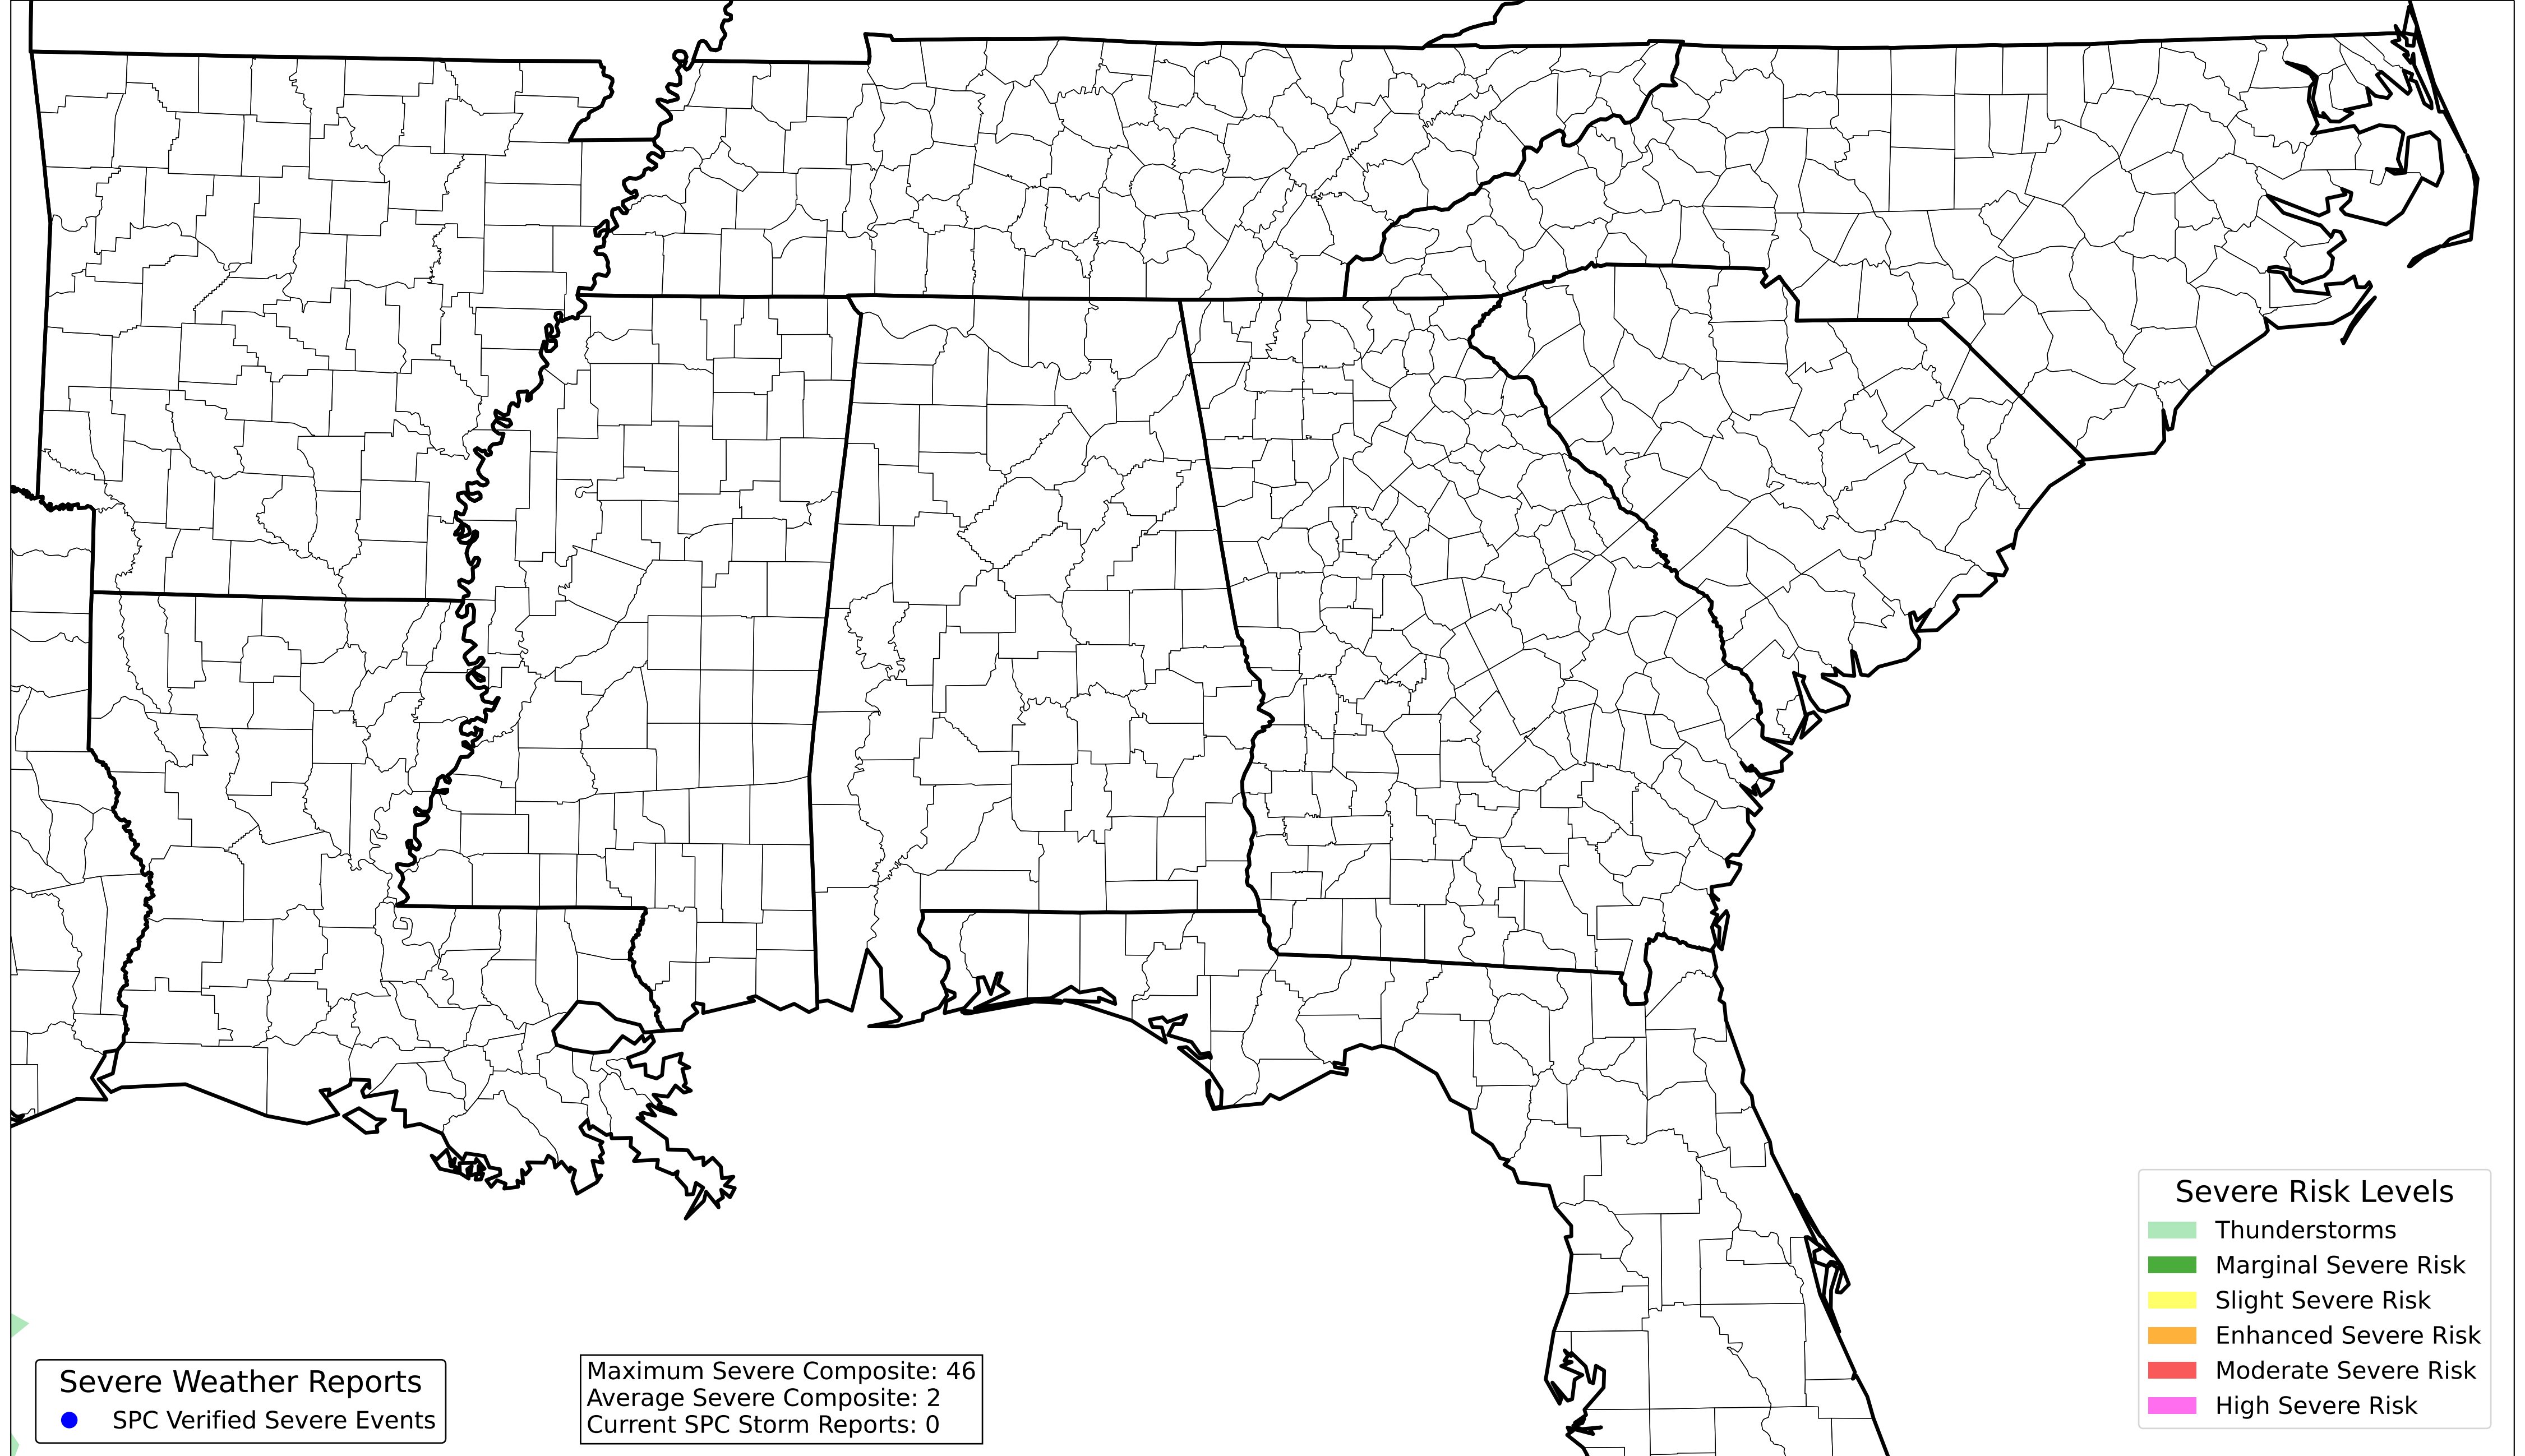 Severe Weather Reports
SPC Verified Severe Events
Maximum Severe Composite: 46
Average Severe Composite: 2
Current SPC Storm Reports: 0
Severe Risk Levels
Thunderstorms
Marginal Severe Risk
Slight Severe Risk
Enhanced Severe Risk
Moderate Severe Risk
High Severe Risk